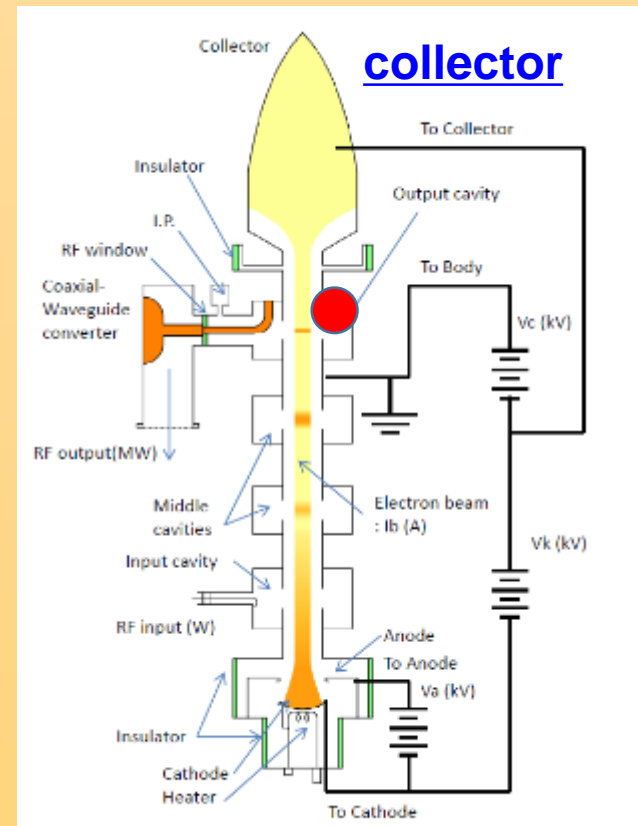 Collector
collector
To Collector
Insulator
Output cavity
I.P.
RF window
To Body
Coaxial-
Waveguide
converter
Vc (kV)
RF output(MW)
Middle
cavities
Electron beam
: Ib (A)
Vk (kV)
Input cavity
RF input (W)
Anode
To Anode
Va (kV)
Insulator
Cathode
Heater
To Cathode